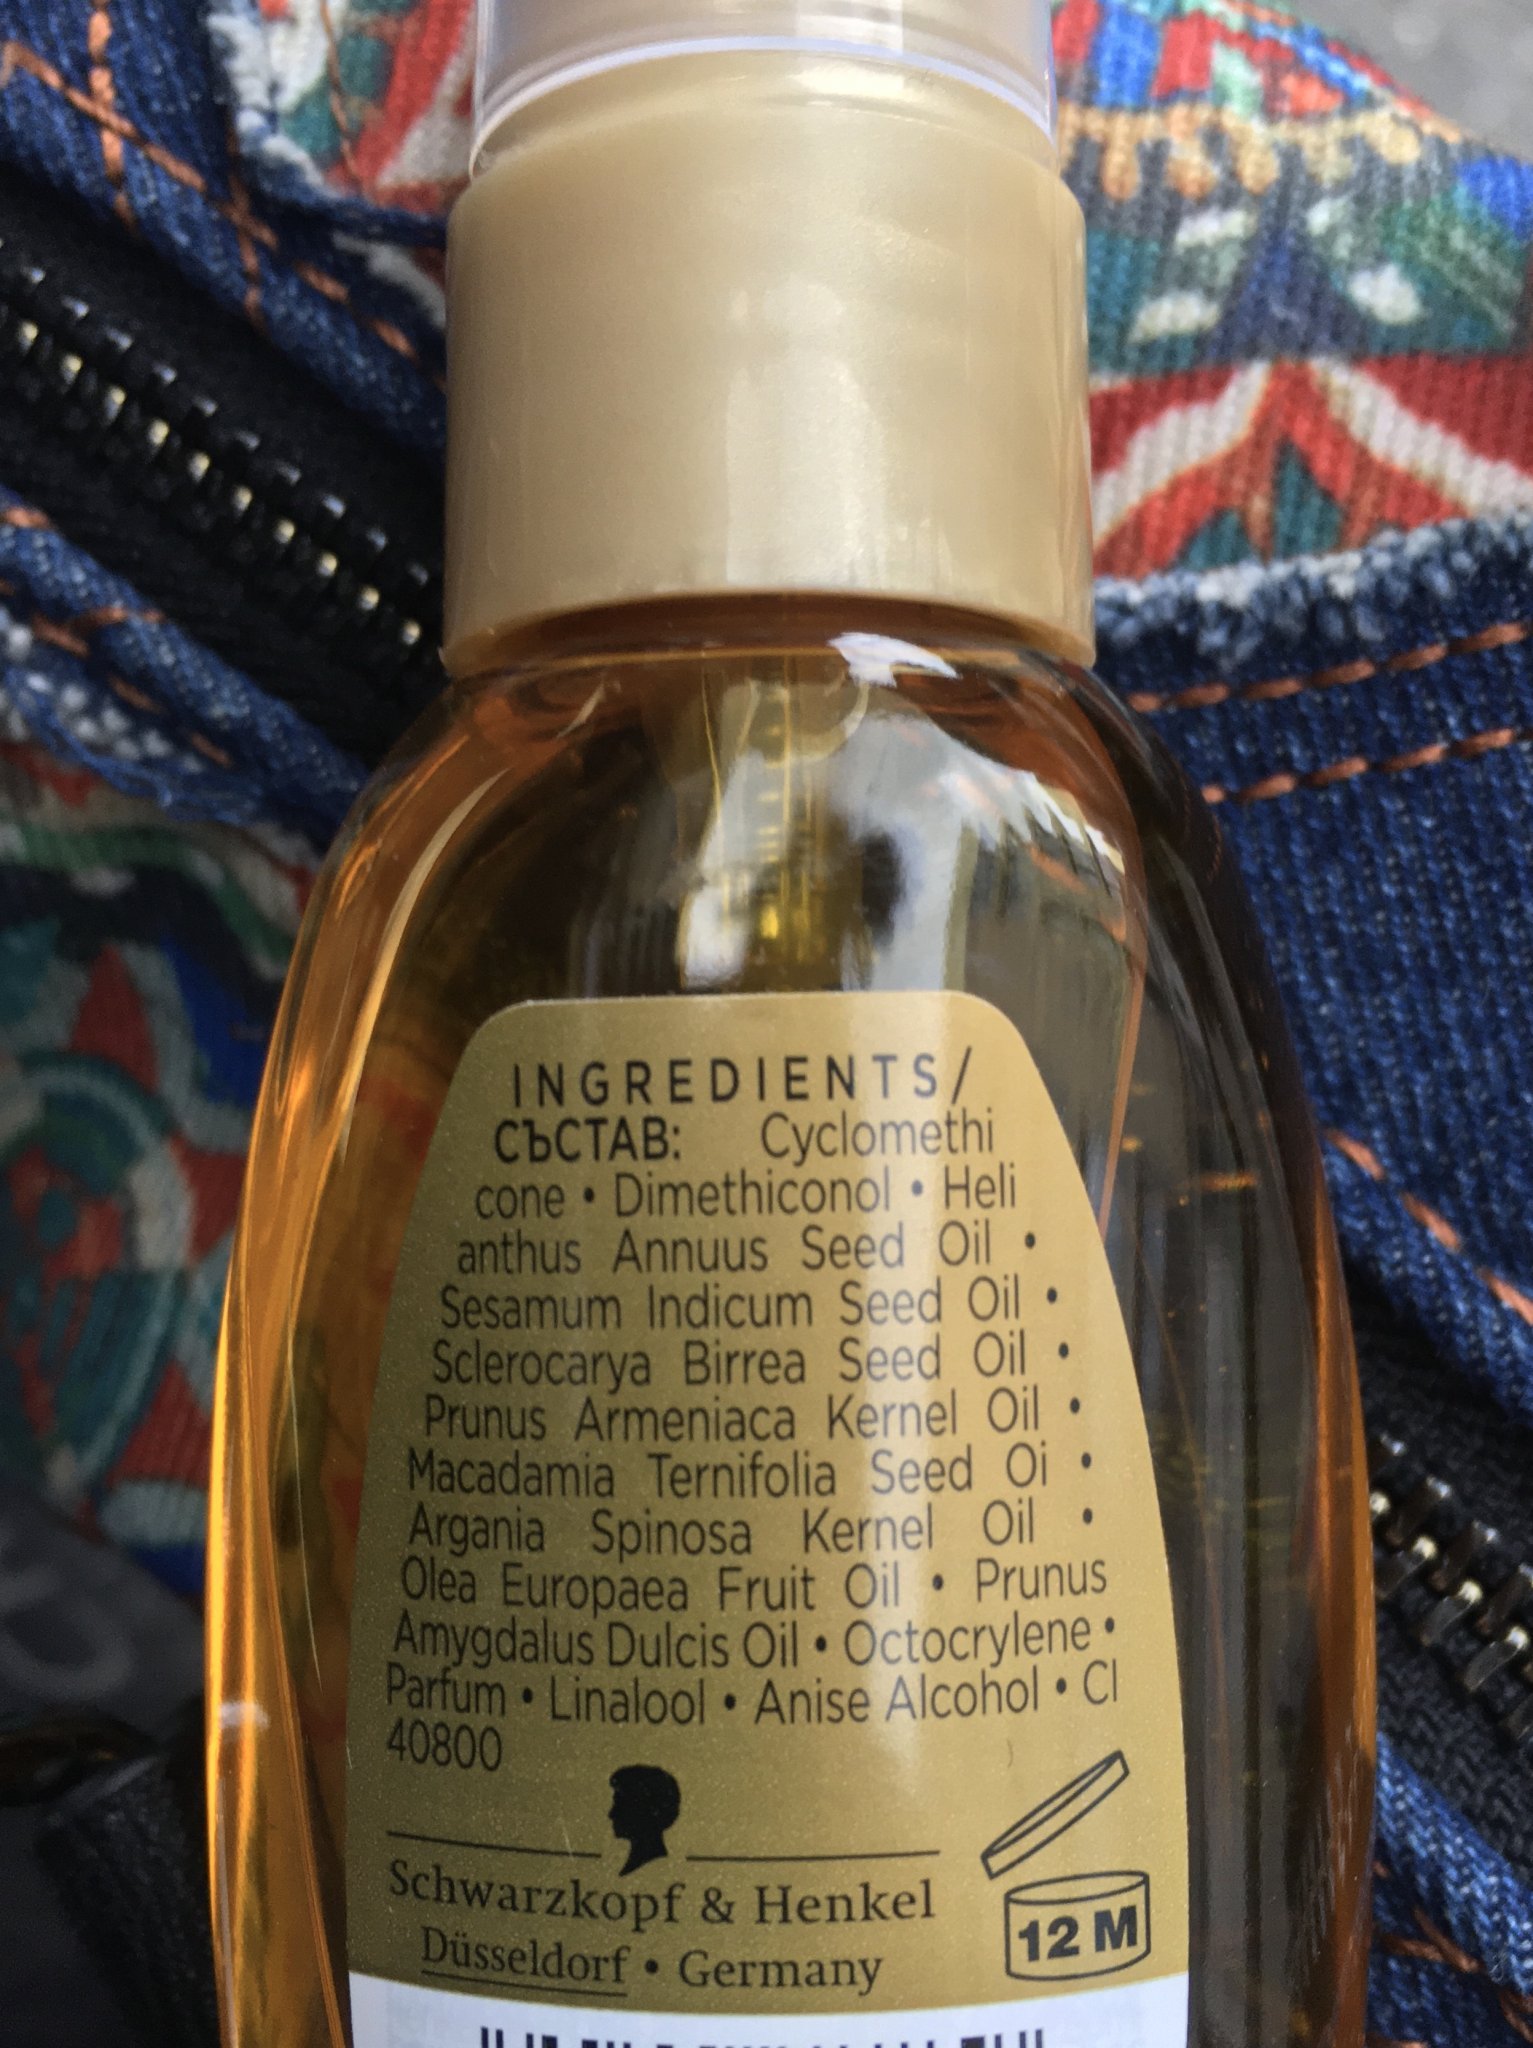 INGREDIENTS/
СЪСТАВ: Cyclomethi
cone • Dimethiconol • Heli
anthus Annuus Seed Oil •
Sesamum Indicum Seed Oil •
Sclerocarya Birrea Seed Oil •
Prunus Armeniaca Kernel Oil •
Macadamia Ternifolia Seed Oi •
Argania Spinosa Kernel Oil •
Olea Europaea Fruit Oil • Prunus
Amygdalus Dulcis Oil • Octocrylene •
Parfum • Linalool • Anise Alcohol • CI
40800
Schwarzkopf & Henkel
Düsseldorf • Germany
12 M